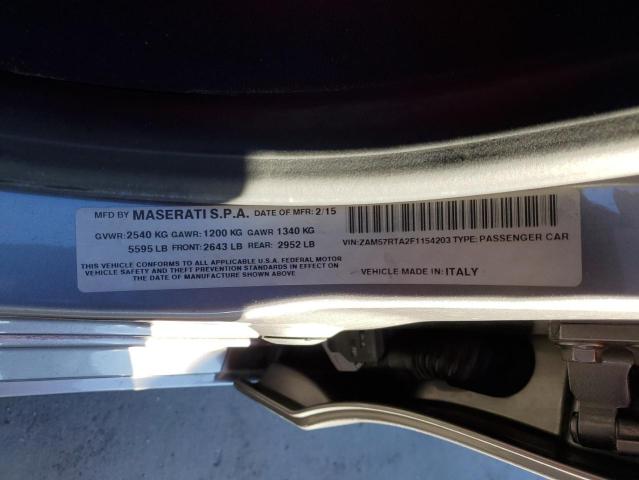 MFD BY MASERATI S.P.A. DATE OF MFR: 2/15
GVWR: 2540 KG GAWR: 1200 KG GAWR 1340 KG
5595 LB FRONT: 2643 LB REAR: 2952 LB
THIS VEHICLE CONFORMS TO ALL APPLICABLE U.S.A. FEDERAL MOTOR
VEHICLE SAFETY AND THEFT PREVENTION STANDARDS IN EFFECT ON
THE DATE OF MANUFACTURE SHOWN ABOVE
VIN: ZAM57RTA2F1154203 TYPE: PASSENGER CAR
VEHICLE MADE IN: ITALY